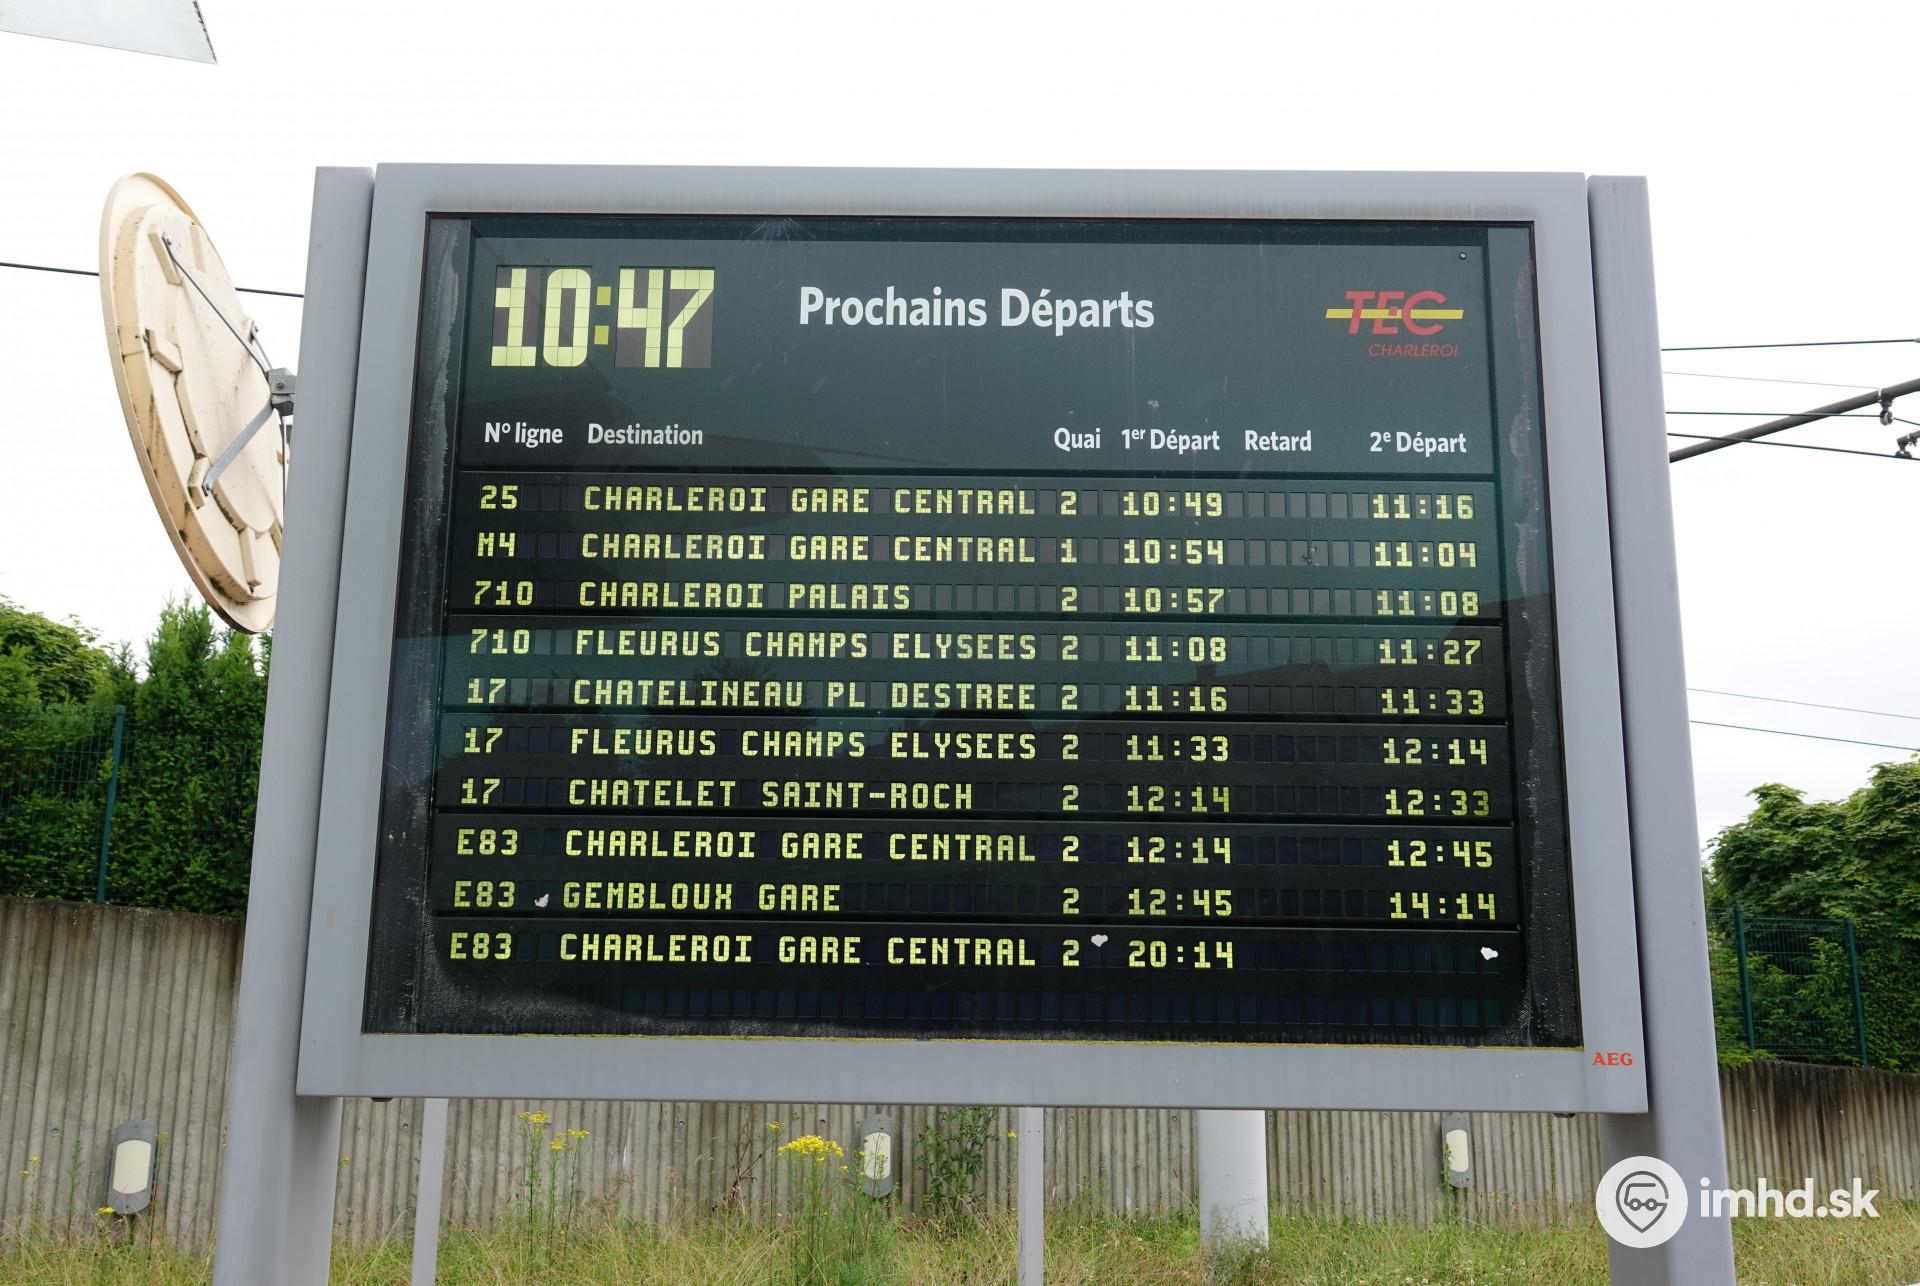 10:47 Prochains Départs TEC
CHARLEROI
N° ligne Destination Quai 1er Départ Retard 2e Départ
25 CHARLEROI GARE CENTRAL 2 10:49 11:16
M4 CHARLEROI GARE CENTRAL 1 10:54 11:04
710 CHARLEROI PALAIS 2 10:57 11:08
710 FLEURUS CHAMPS ELYSEES 2 11:08 11:27
17 CHATELINEAU PL DESTREE 2 11:16 11:33
17 FLEURUS CHAMPS ELYSEES 2 11:33 12:14
17 CHATELET SAINT-ROCH 2 12:14 12:33
E83 CHARLEROI GARE CENTRAL 2 12:14 12:45
E83 GEMBLOUX GARE 2 12:45 14:14
E83 CHARLEROI GARE CENTRAL 2 20:14
AEG
imhd.sk